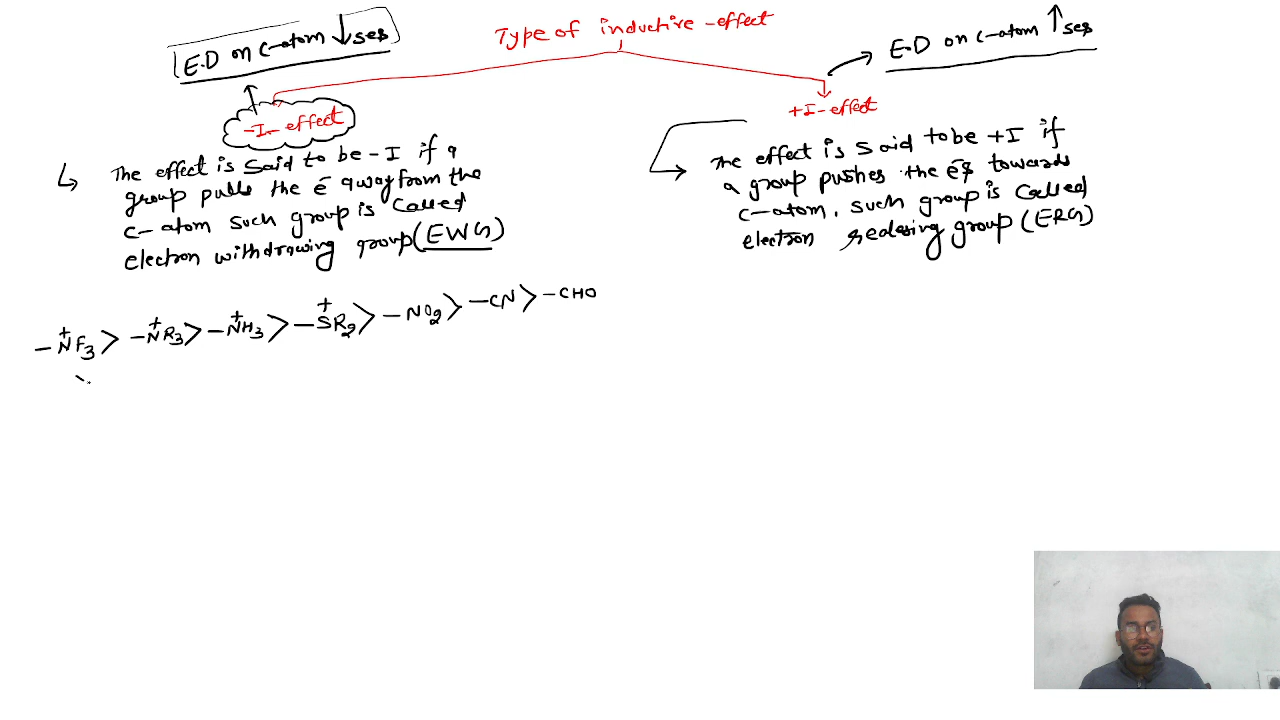 Type of inductive-effect
E.D on c-atom ↓ses
E.D on c-atom ↑ses
-I-effect
+I-effect
The effect is said to be -I if a
group pulls the e⁻ away from the
c-atom such group is called
electron withdrawing group (EWG)
The effect is said to be +I if
a group pushes the e⁻s towards
c-atom, such group is called
electron releasing group (ERG)
-N⁺F₃ > -N⁺R₃ > -N⁺H₃ > -S⁺R₂ > -NO₂ > -CN > -CHO